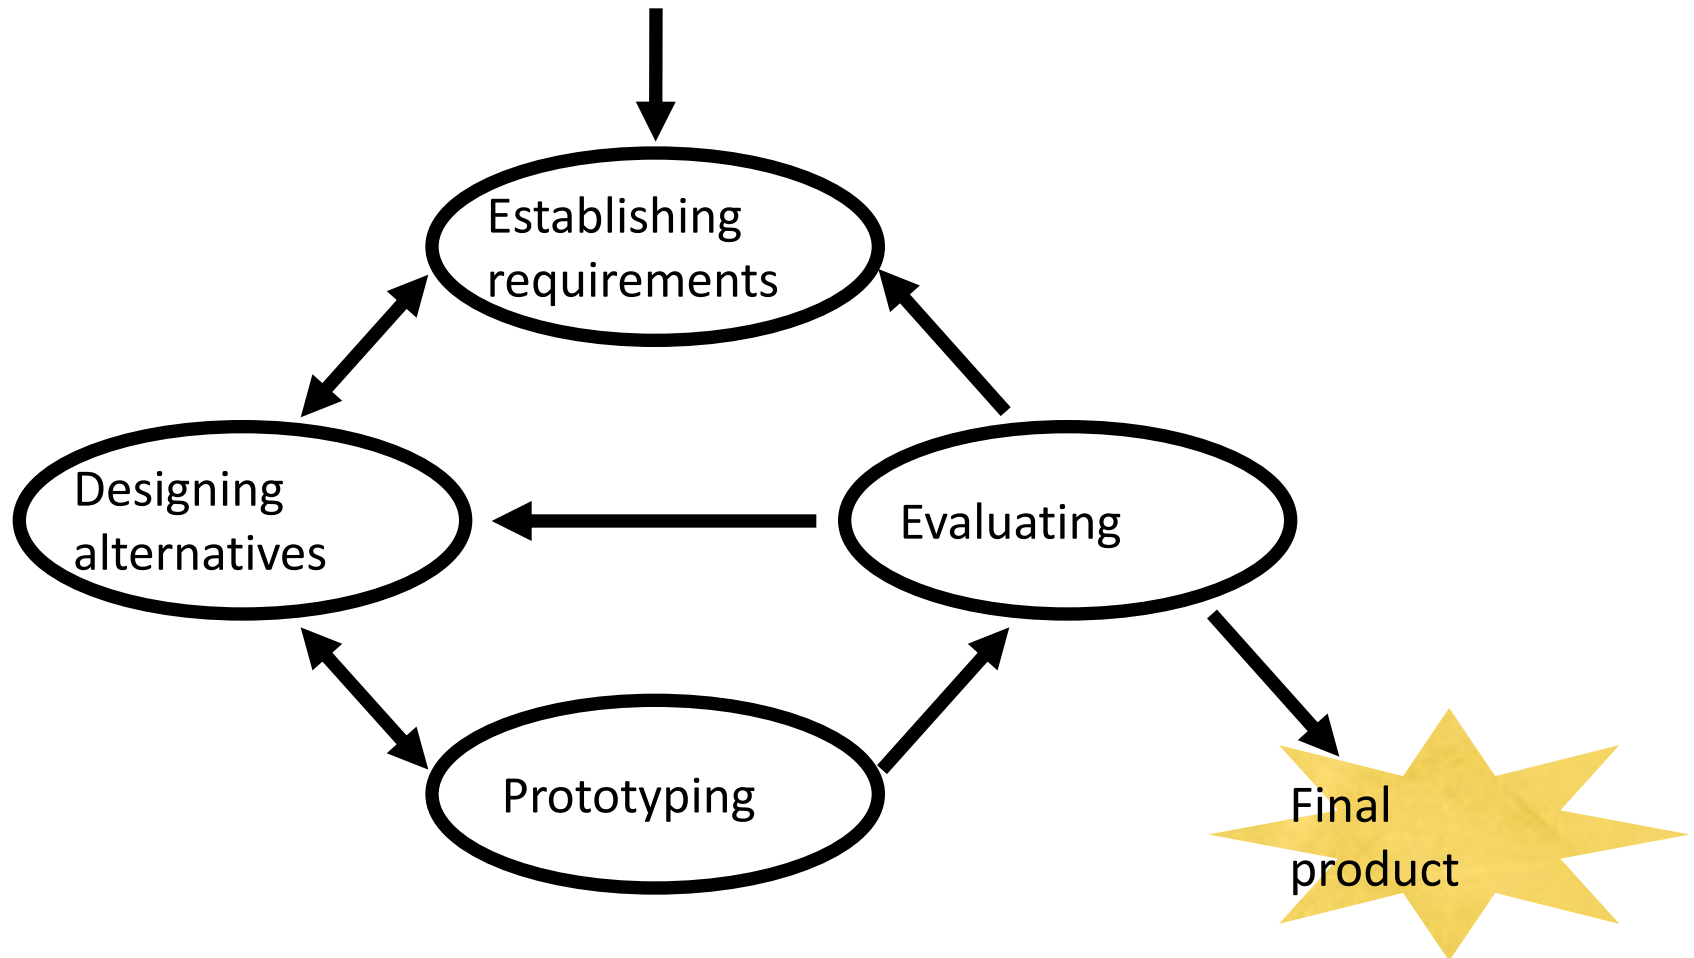 Establishing
requirements
Designing
alternatives
Evaluating
Prototyping
Final
product